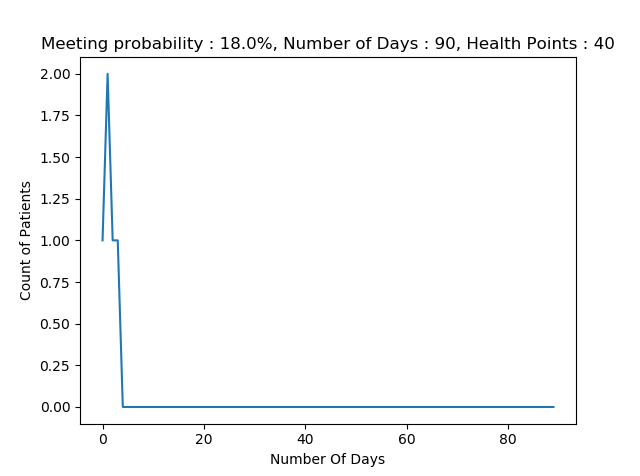 Meeting probability : 18.0%, Number of Days : 90, Health Points : 40
2.00
1.75
1.50
1.25
1.00
0.75
0.50
0.25
0.00
Count of Patients
0 20 40 60 80
Number Of Days